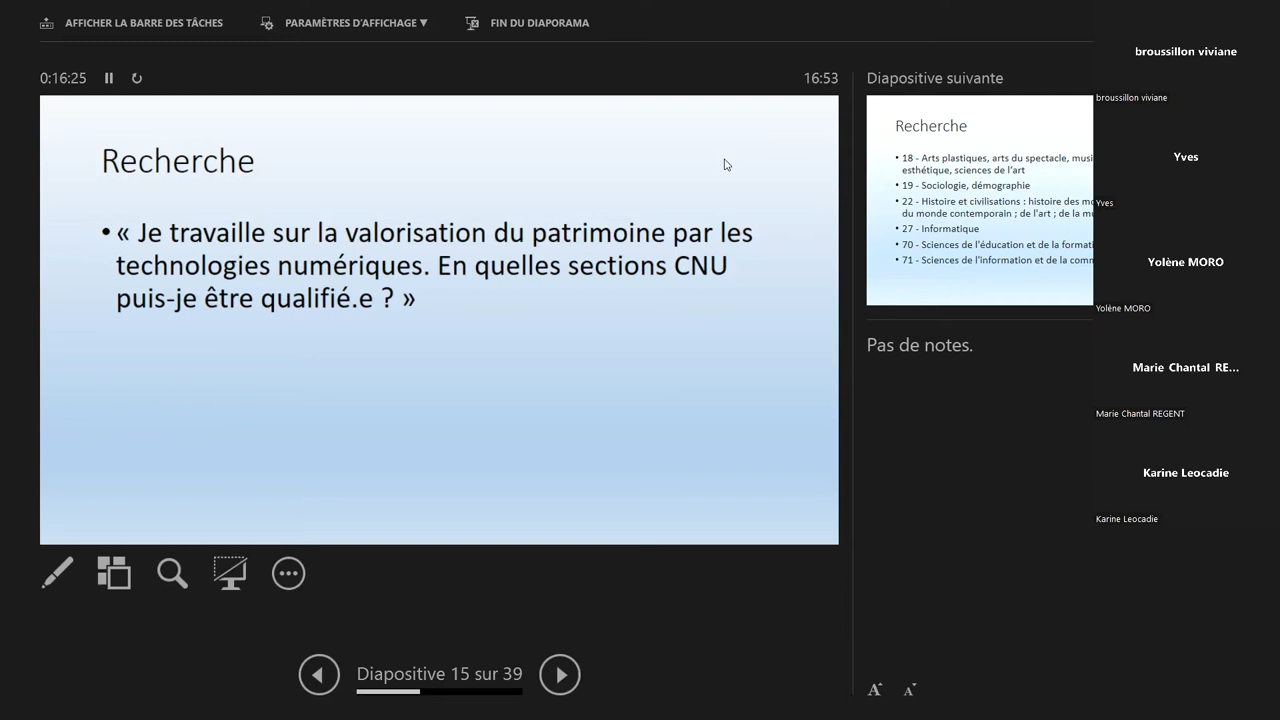 AFFICHER LA BARRE DES TÂCHES
PARAMÈTRES D'AFFICHAGE ▼
FIN DU DIAPORAMA
0:16:25
16:53
Recherche
• « Je travaille sur la valorisation du patrimoine par les
technologies numériques. En quelles sections CNU
puis-je être qualifié.e ? »
Diapositive 15 sur 39
Diapositive suivante
Recherche
• 18 - Arts plastiques, arts du spectacle, musi
esthétique, sciences de l'art
• 19 - Sociologie, démographie
• 22 - Histoire et civilisations : histoire des mo
du monde contemporain ; de l'art ; de la mu
• 27 - Informatique
• 70 - Sciences de l'éducation et de la formati
• 71 - Sciences de l'information et de la com
Pas de notes.
A A
broussillon viviane
broussillon viviane
Yves
Yves
Yolène MORO
Yolène MORO
Marie Chantal RE...
Marie Chantal REGENT
Karine Leocadie
Karine Leocadie